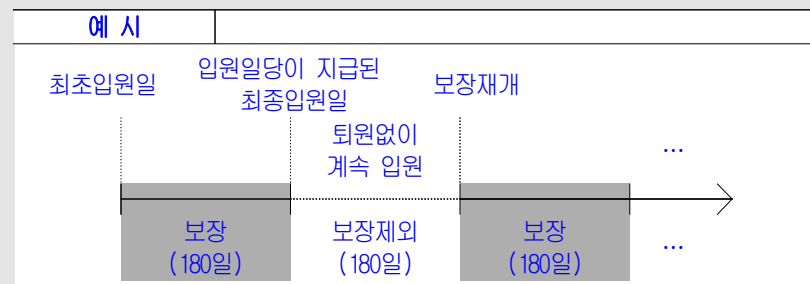 예 시
최초입원일
입원일당이 지급된
최종입원일
보장재개
퇴원없이
계속 입원
...
보장
(180일)
보장제외
(180일)
보장
(180일)
...